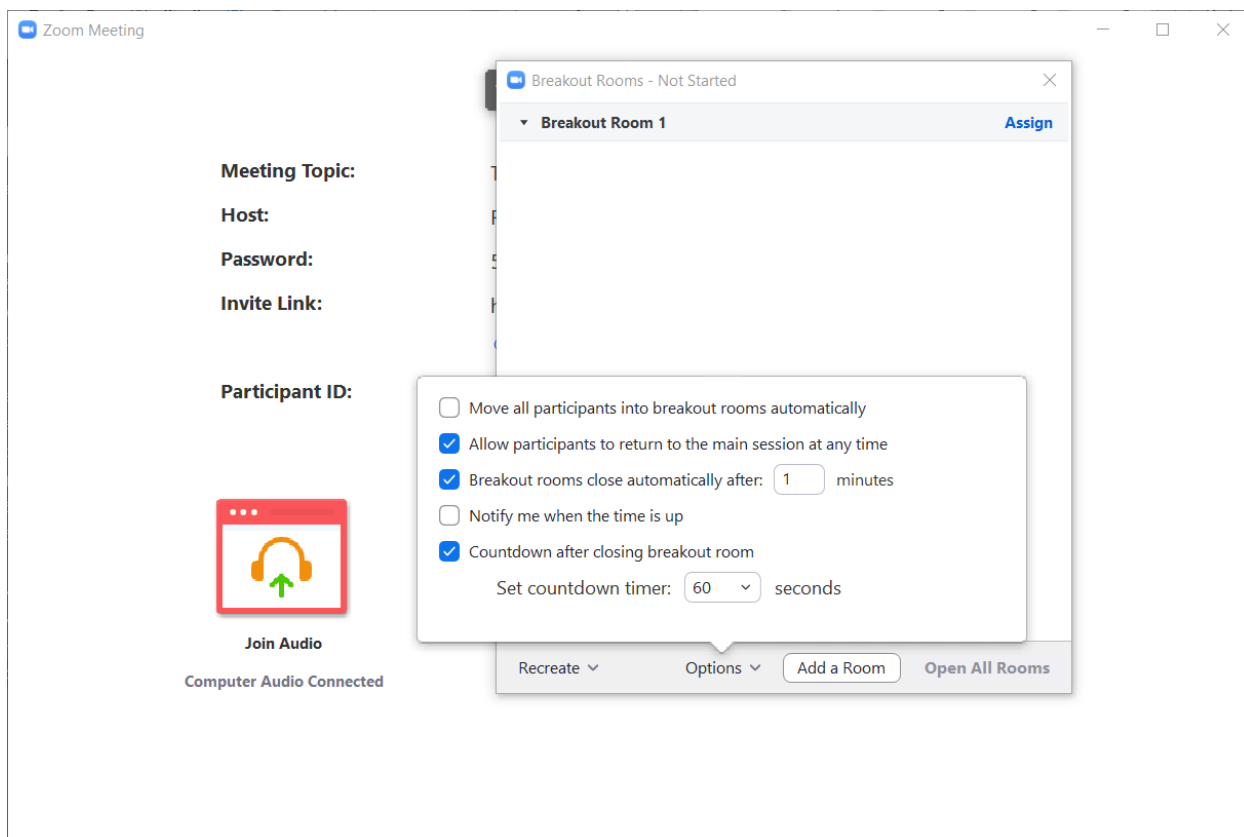 Zoom Meeting
Breakout Rooms - Not Started
Breakout Room 1
Assign
Meeting Topic:
Host:
Password:
Invite Link:
Participant ID:
Move all participants into breakout rooms automatically
Allow participants to return to the main session at any time
Breakout rooms close automatically after: 1 minutes
Notify me when the time is up
Countdown after closing breakout room
Set countdown timer: 60 seconds
Join Audio
Computer Audio Connected
Recreate
Options
Add a Room
Open All Rooms